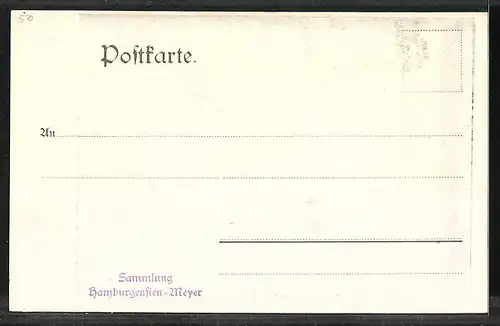 50
Poſtkarte.
An
Sammlung
Hamburgenſien-Meyer